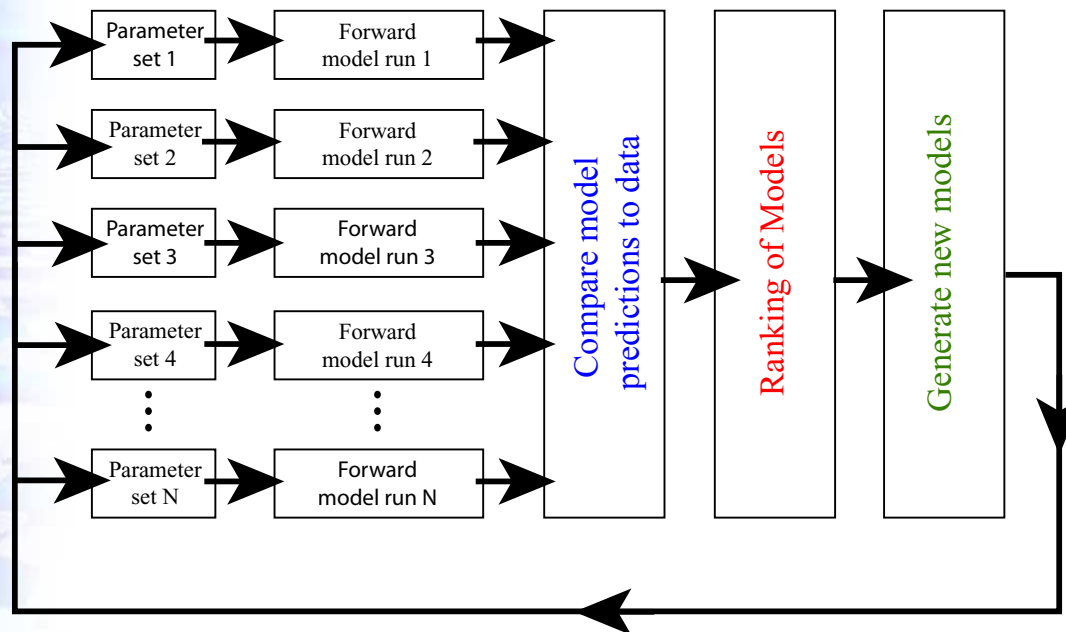 Parameter
set 1
Forward
model run 1
Parameter
set 2
Forward
model run 2
Parameter
set 3
Forward
model run 3
Parameter
set 4
Forward
model run 4
Parameter
set N
Forward
model run N
Compare model
predictions to data
Ranking of Models
Generate new models